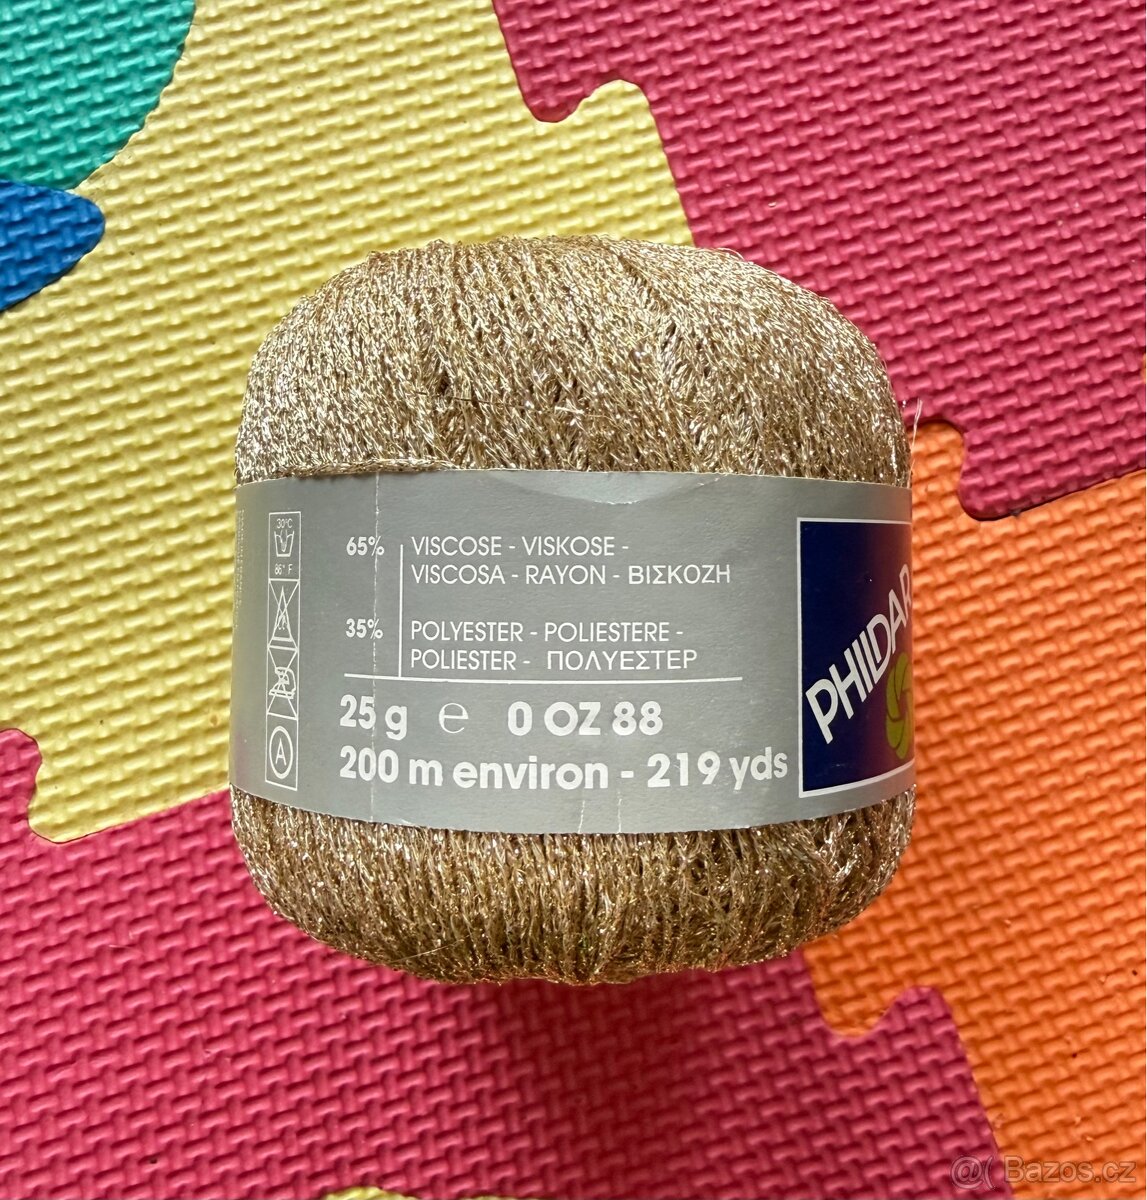 30°C
86° F
A
65% VISCOSE - VISKOSE -
VISCOSA - RAYON - ΒΙΣΚΟΖΗ
35% POLYESTER - POLIESTERE -
POLIESTER - ΠΟΛΥΕΣΤΕΡ
25 g ℮ 0 OZ 88
200 m environ - 219 yds
PHILDAR
@( Bazos.cz